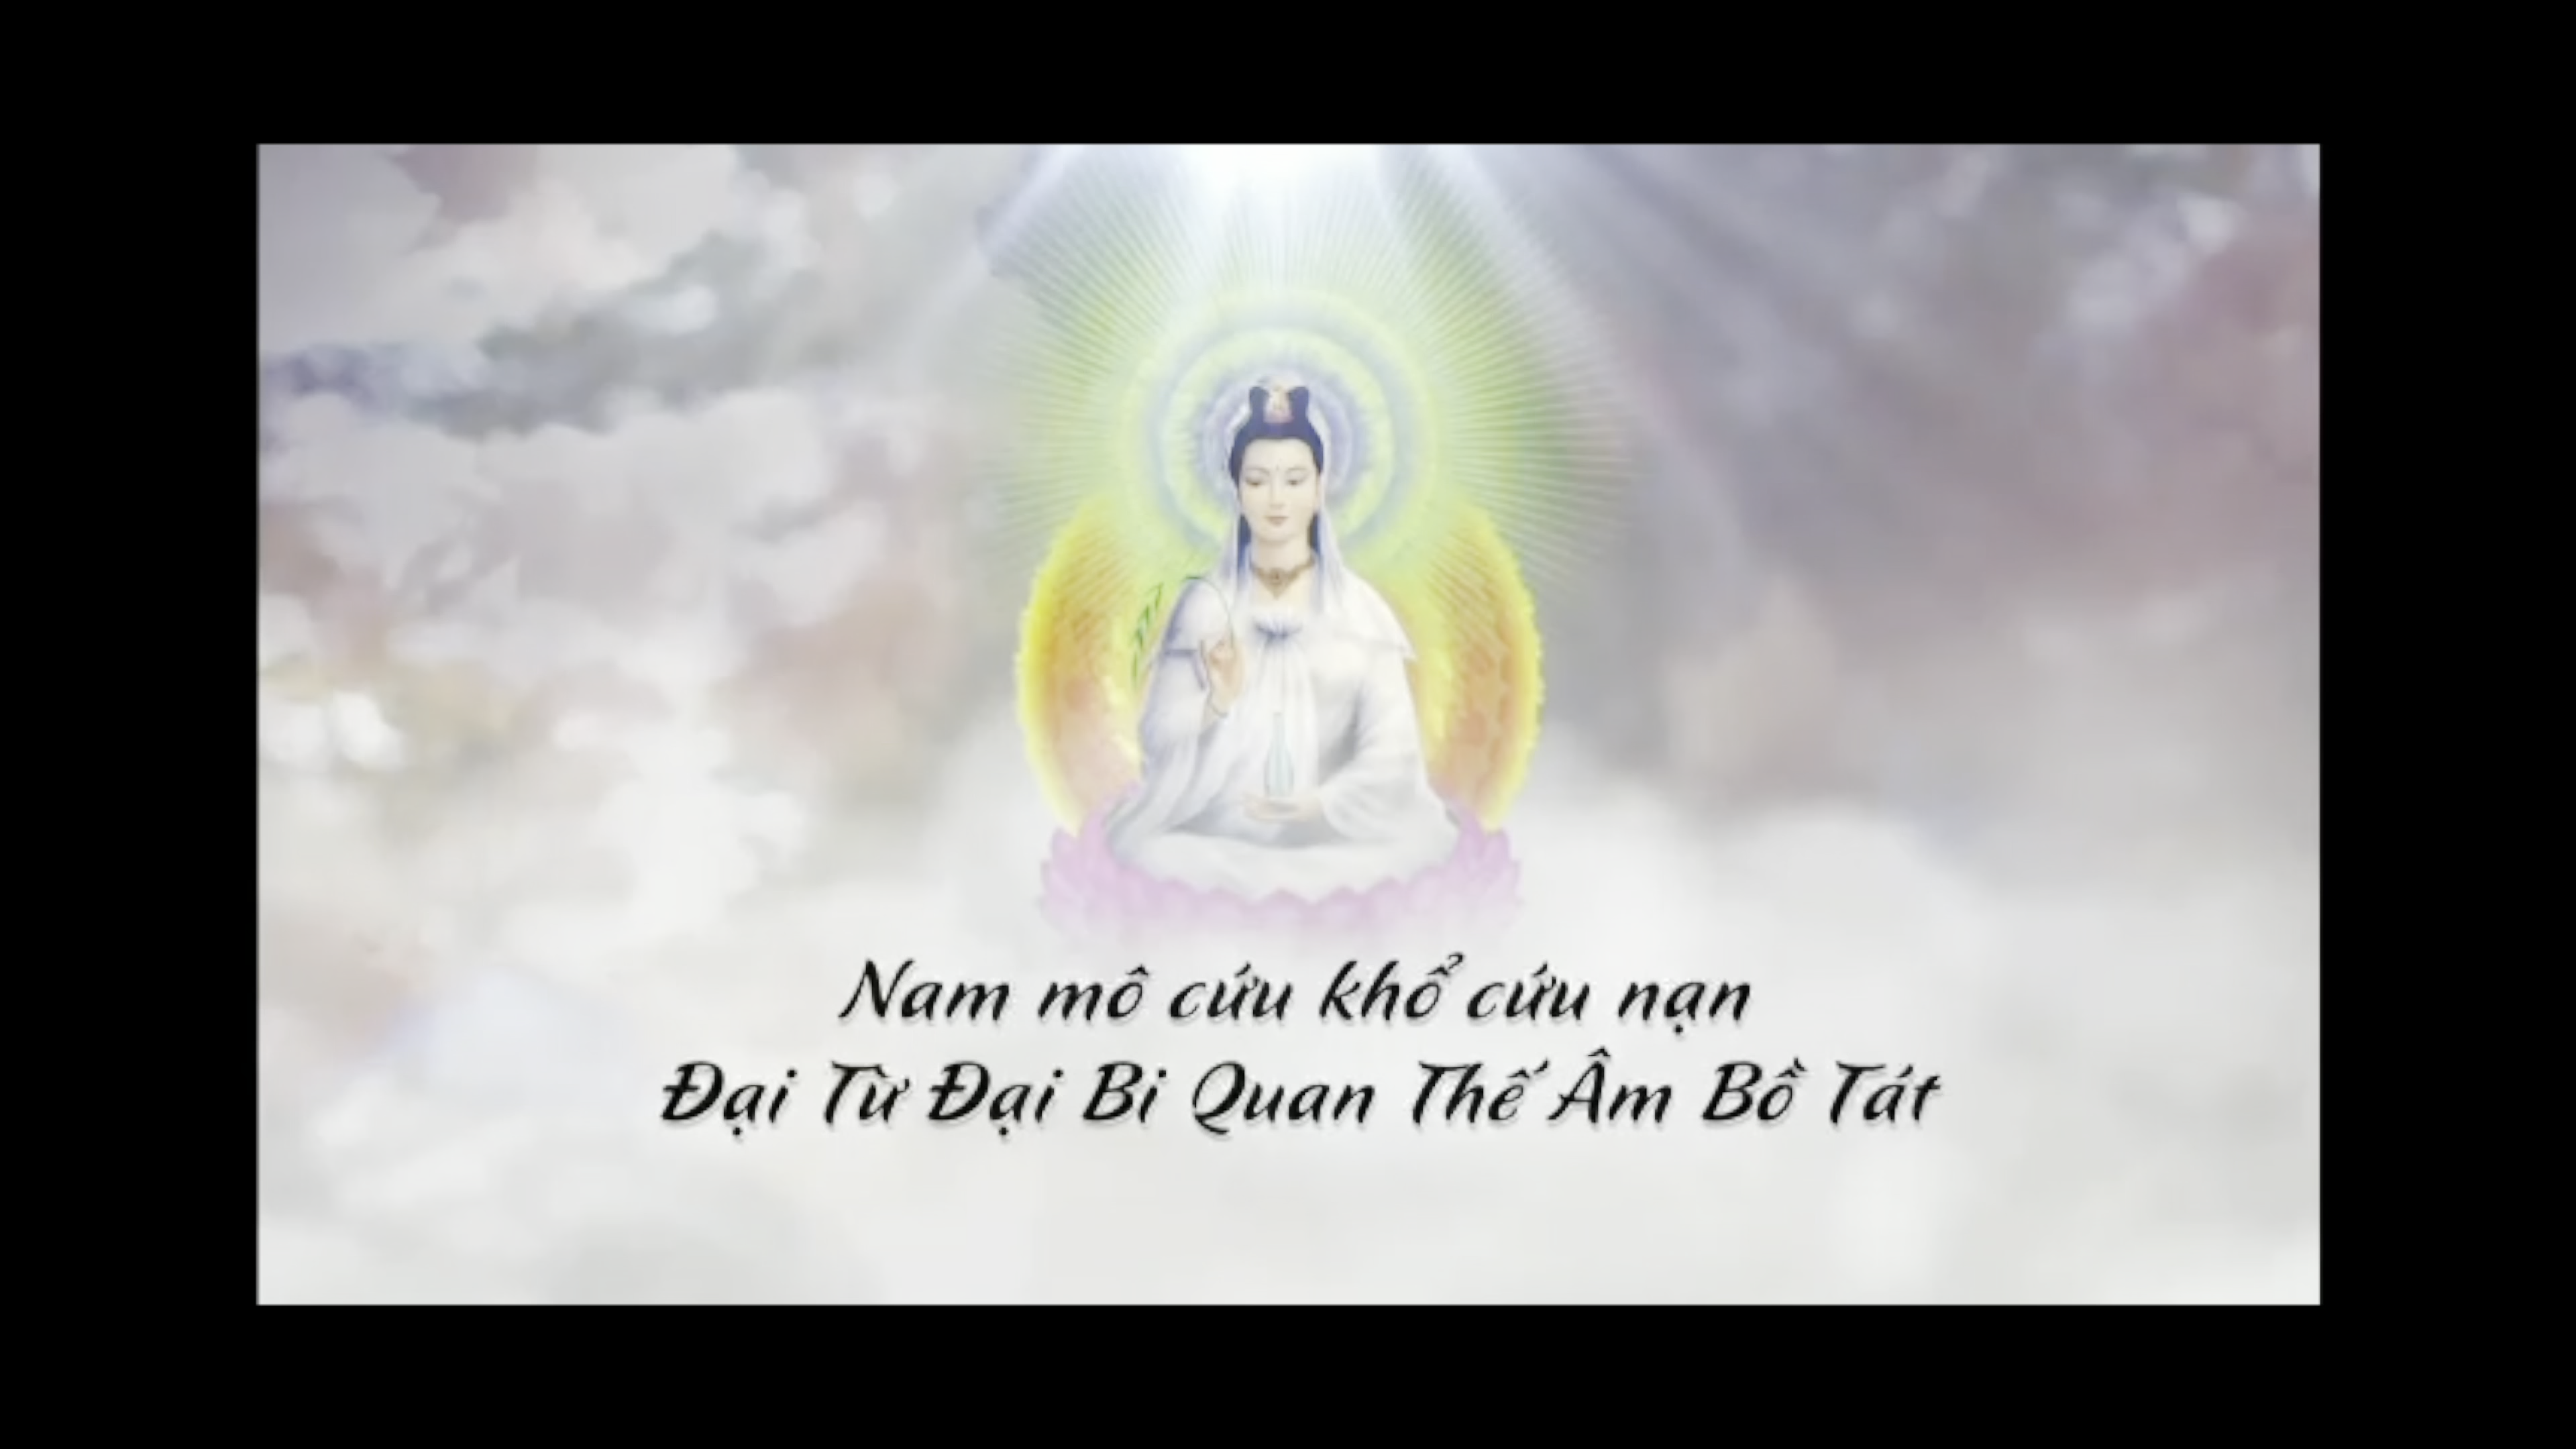 Nam mô cứu khổ cứu nạn
Đại Từ Đại Bi Quan Thế Âm Bồ Tát